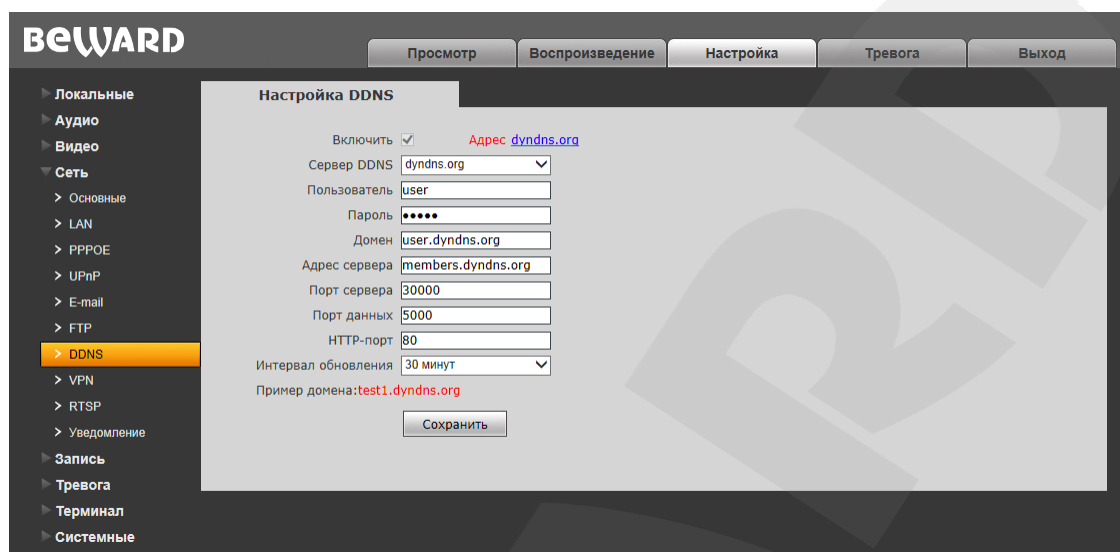 BEWARD
Просмотр
Воспроизведение
Настройка
Тревога
Выход
Локальные
Аудио
Видео
Сеть
Основные
LAN
PPPOE
UPnP
E-mail
FTP
DDNS
VPN
RTSP
Уведомление
Запись
Тревога
Терминал
Системные
Настройка DDNS
Включить Адрес dyndns.org
Сервер DDNS dyndns.org
Пользователь user
Пароль •••••
Домен user.dyndns.org
Адрес сервера members.dyndns.org
Порт сервера 30000
Порт данных 5000
HTTP-порт 80
Интервал обновления 30 минут
Пример домена:test1.dyndns.org
Сохранить